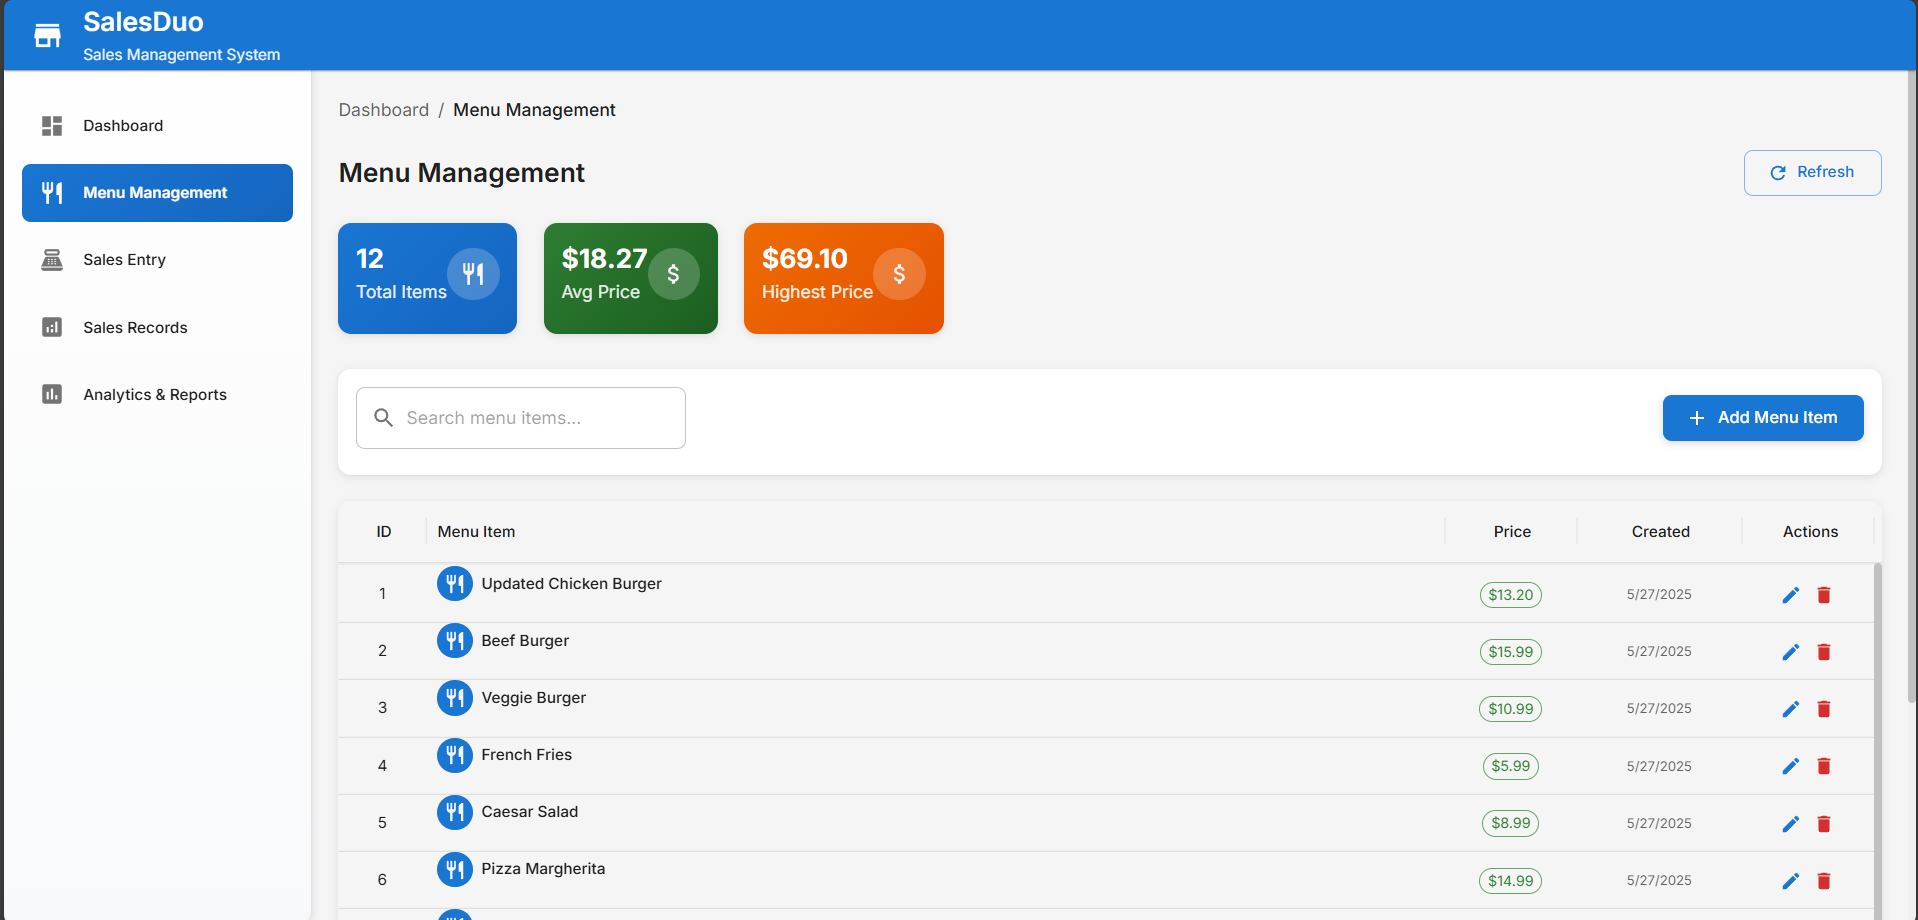 SalesDuo
Sales Management System
Dashboard
Menu Management
Sales Entry
Sales Records
Analytics & Reports
Dashboard / Menu Management
Menu Management
Refresh
12
Total Items
$18.27
Avg Price
$
$69.10
Highest Price
$
Search menu items...
+ Add Menu Item
ID Menu Item Price Created Actions
1 Updated Chicken Burger $13.20 5/27/2025
2 Beef Burger $15.99 5/27/2025
3 Veggie Burger $10.99 5/27/2025
4 French Fries $5.99 5/27/2025
5 Caesar Salad $8.99 5/27/2025
6 Pizza Margherita $14.99 5/27/2025